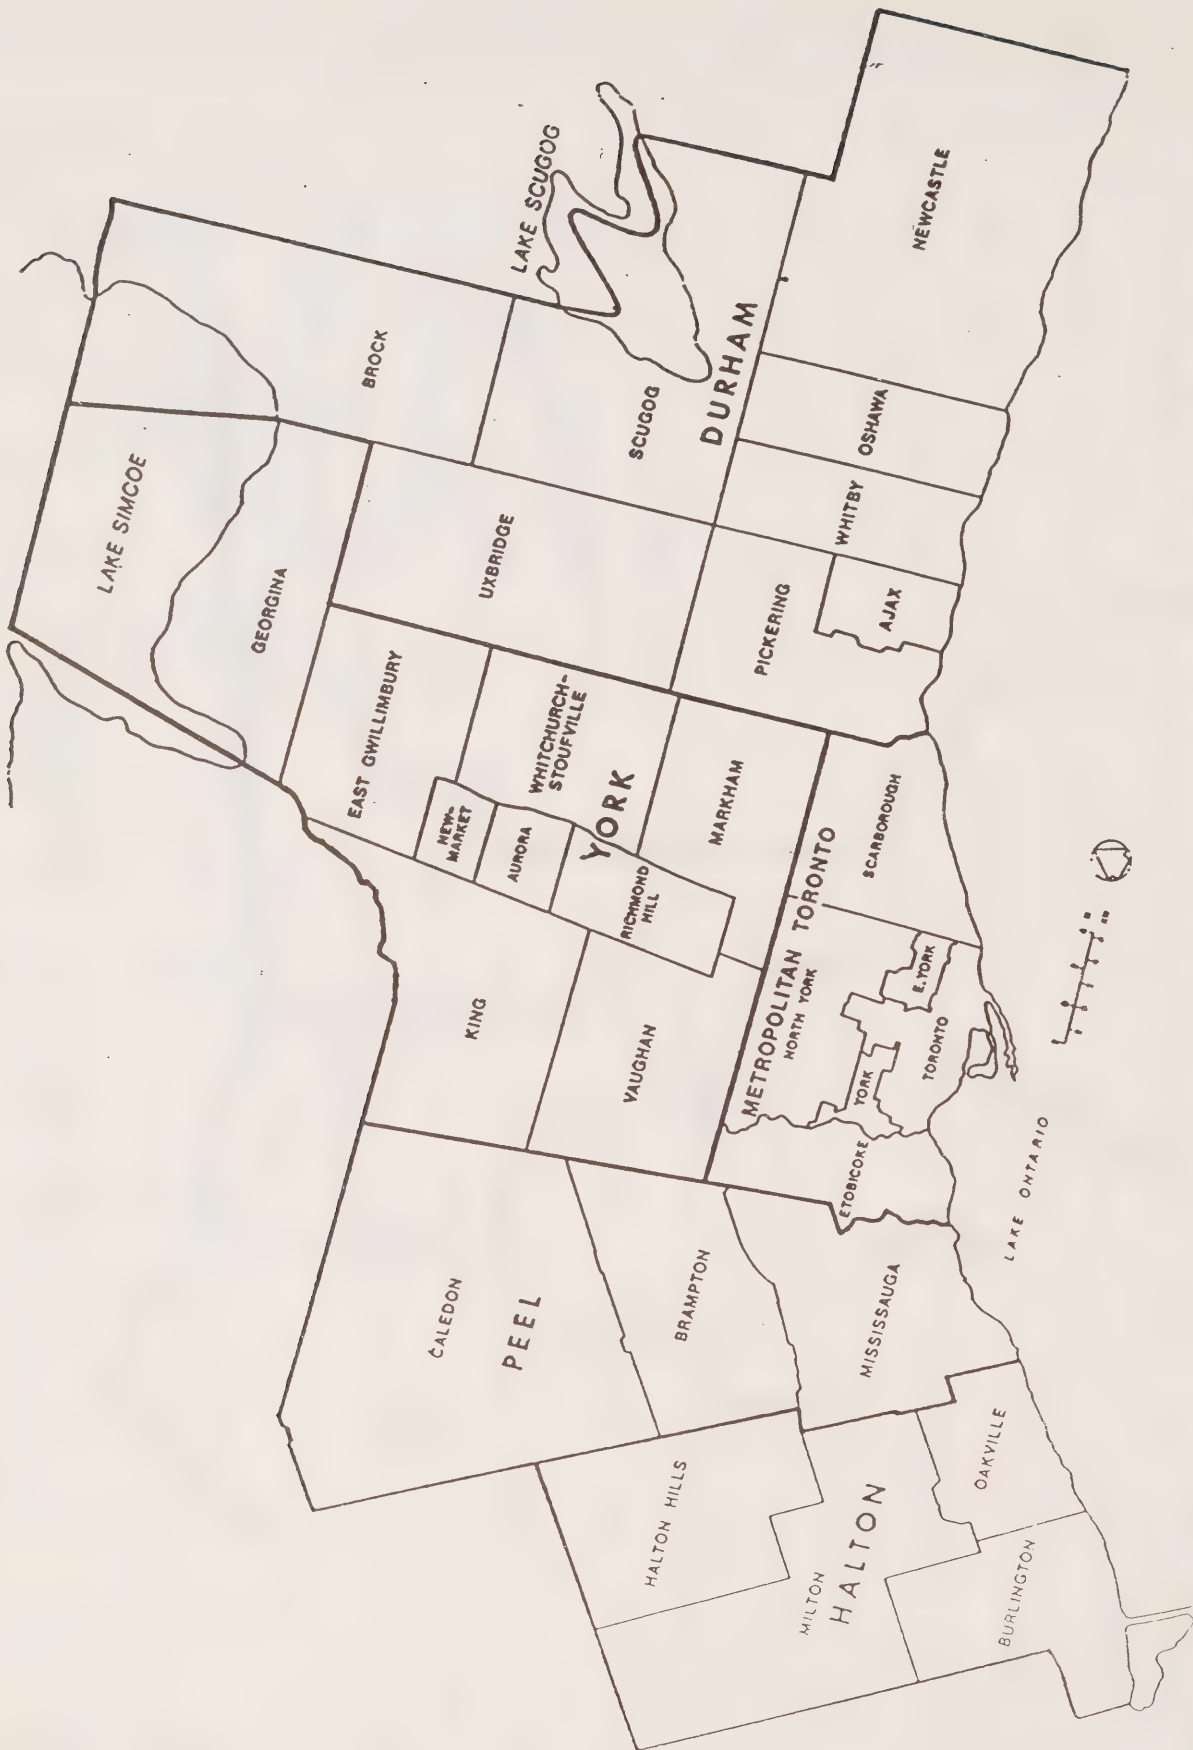 LAKE SIMCOE
GEORGINA
BROCK
LAKE SCUGOG
SCUGOG
UXBRIDGE
DURHAM
NEWCASTLE
OSHAWA
WHITBY
PICKERING
AJAX
EAST GWILLIMBURY
NEW-
MARKET
WHITCHURCH-
STOUFVILLE
AURORA
YORK
RICHMOND
HILL
MARKHAM
KING
VAUGHAN
METROPOLITAN TORONTO
NORTH YORK
SCARBOROUGH
E.YORK
YORK
TORONTO
ETOBICOKE
LAKE ONTARIO
CALEDON
PEEL
BRAMPTON
MISSISSAUGA
HALTON HILLS
MILTON
HALTON
OAKVILLE
BURLINGTON